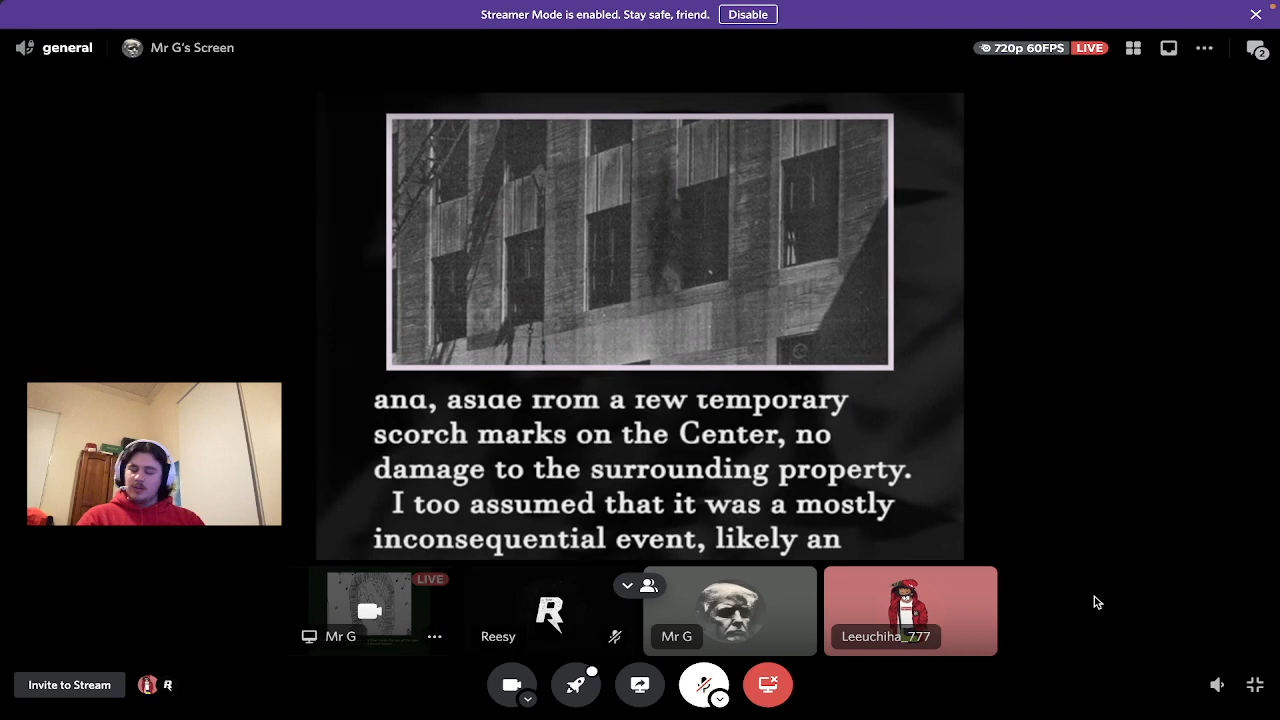 Streamer Mode is enabled. Stay safe, friend. Disable
general Mr G's Screen 720p 60FPS LIVE 2
and, aside from a few temporary
scorch marks on the Center, no
damage to the surrounding property.
I too assumed that it was a mostly
inconsequential event, likely an
LIVE
R
Mr G Reesy Mr G Leeuchiha_777
Invite to Stream R